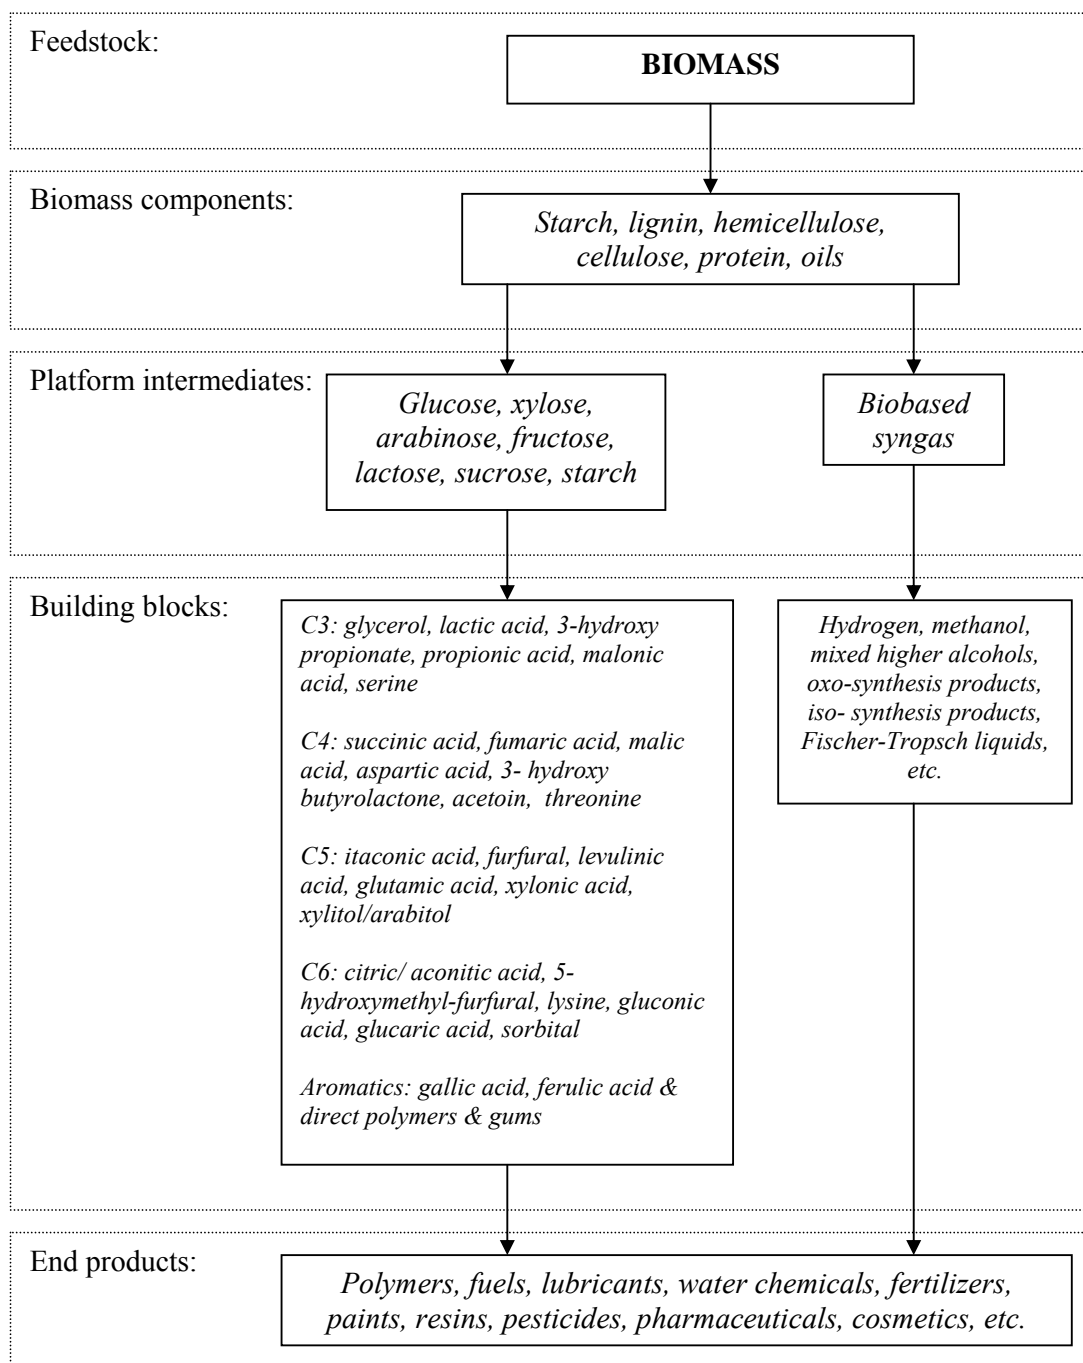 Feedstock:
BIOMASS
Biomass components:
Starch, lignin, hemicellulose,
cellulose, protein, oils
Platform intermediates:
Glucose, xylose,
arabinose, fructose,
lactose, sucrose, starch
Biobased
syngas
Building blocks:
C3: glycerol, lactic acid, 3-hydroxy
propionate, propionic acid, malonic
acid, serine
C4: succinic acid, fumaric acid, malic
acid, aspartic acid, 3- hydroxy
butyrolactone, acetoin, threonine
C5: itaconic acid, furfural, levulinic
acid, glutamic acid, xylonic acid,
xylitol/arabitol
C6: citric/ aconitic acid, 5-
hydroxymethyl-furfural, lysine, gluconic
acid, glucaric acid, sorbital
Aromatics: gallic acid, ferulic acid &
direct polymers & gums
Hydrogen, methanol,
mixed higher alcohols,
oxo-synthesis products,
iso- synthesis products,
Fischer-Tropsch liquids,
etc.
End products:
Polymers, fuels, lubricants, water chemicals, fertilizers,
paints, resins, pesticides, pharmaceuticals, cosmetics, etc.